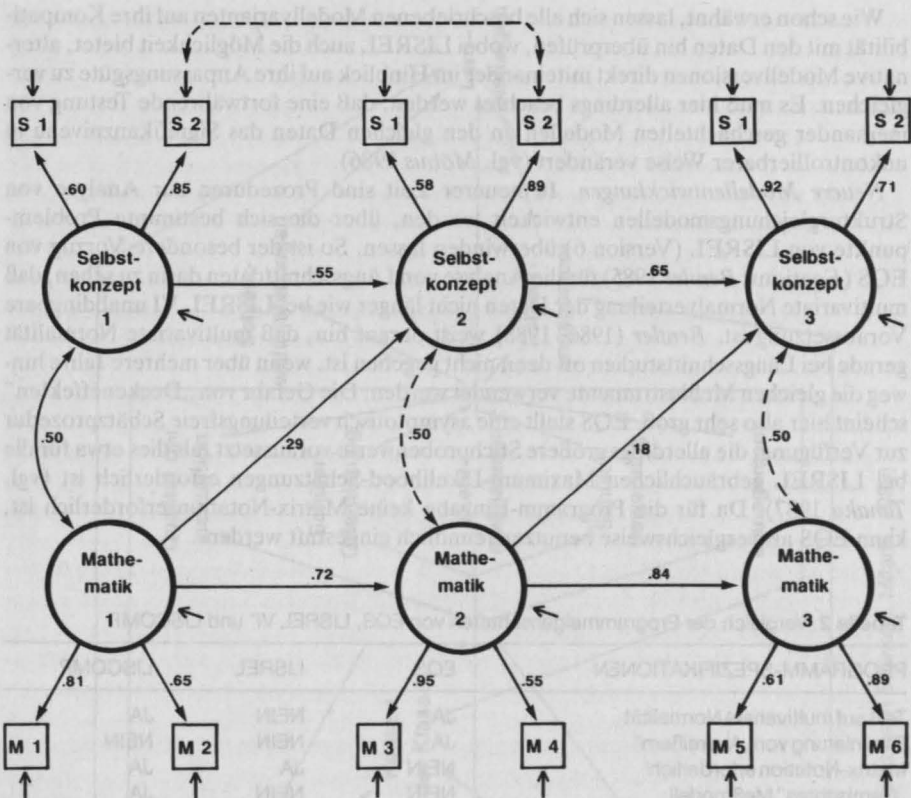 S 1 S 2 S 1 S 2 S 1 S 2
.60 .85 .58 .89 .92 .71
Selbst- Selbst- Selbst-
konzept .55 konzept .65 konzept
1 2 3
.50 .29 .50 .18 .50
Mathe- Mathe- Mathe-
matik .72 matik .84 matik
1 2 3
.81 .65 .95 .55 .61 .89
M 1 M 2 M 3 M 4 M 5 M 6